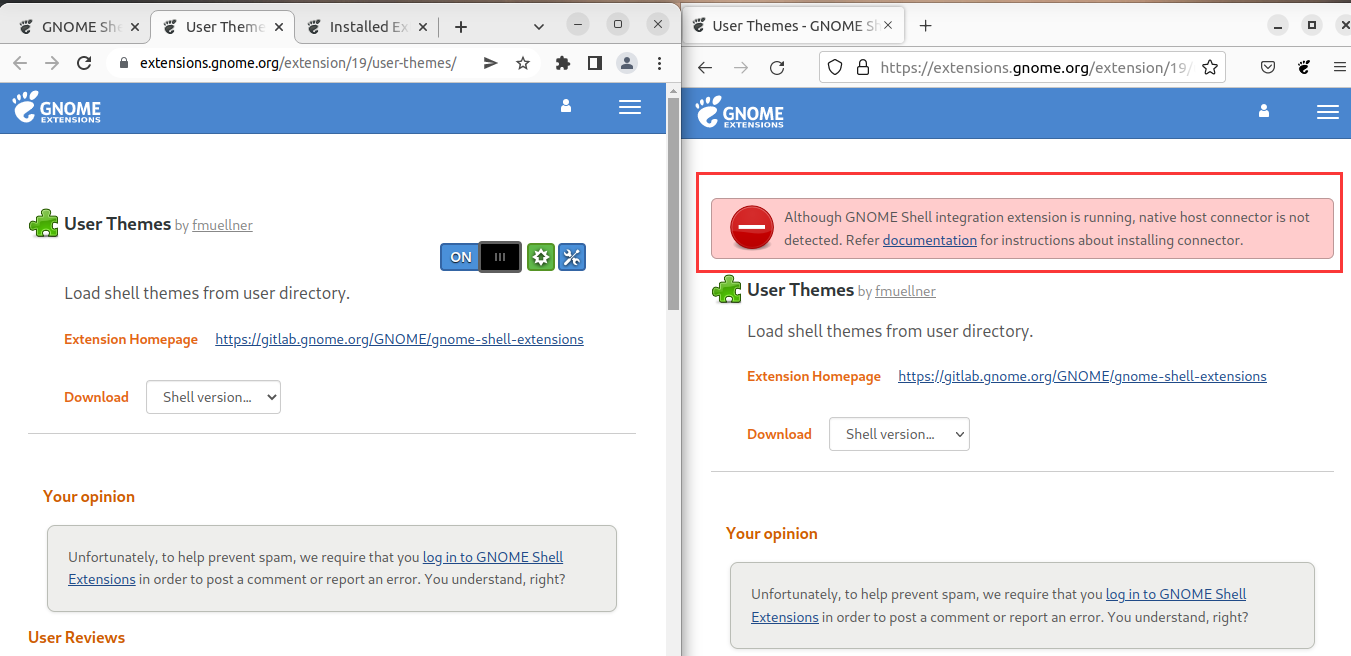 GNOME She
User Theme
Installed Ex
extensions.gnome.org/extension/19/user-themes/
GNOME
EXTENSIONS
User Themes by fmuellner
ON
Load shell themes from user directory.
Extension Homepage https://gitlab.gnome.org/GNOME/gnome-shell-extensions
Download Shell version...
Your opinion
Unfortunately, to help prevent spam, we require that you log in to GNOME Shell
Extensions in order to post a comment or report an error. You understand, right?
User Reviews
User Themes - GNOME Sh
https://extensions.gnome.org/extension/19/
GNOME
EXTENSIONS
Although GNOME Shell integration extension is running, native host connector is not
detected. Refer documentation for instructions about installing connector.
User Themes by fmuellner
Load shell themes from user directory.
Extension Homepage https://gitlab.gnome.org/GNOME/gnome-shell-extensions
Download Shell version...
Your opinion
Unfortunately, to help prevent spam, we require that you log in to GNOME Shell
Extensions in order to post a comment or report an error. You understand, right?